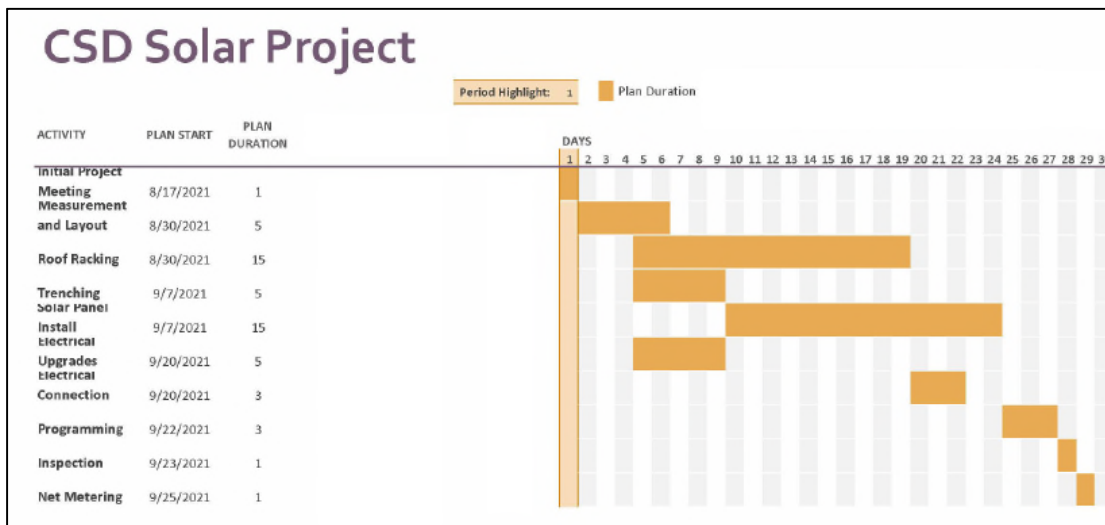 CSD Solar Project
Period Highlight: 1 Plan Duration
PLAN
ACTIVITY PLAN START
DURATION
DAYS
1 2 3 4 5 6 7 8 9 10 11 12 13 14 15 16 17 18 19 20 21 22 23 24 25 26 27 28 29
Initial Project
Meeting 8/17/2021 1
Measurement
and Layout 8/30/2021 5
Roof Racking 8/30/2021 15
Trenching 9/7/2021 5
Solar Panel
Install 9/7/2021 15
Electrical
Upgrades 9/20/2021 5
Electrical
Connection 9/20/2021 3
Programming 9/22/2021 3
Inspection 9/23/2021 1
Net Metering 9/25/2021 1